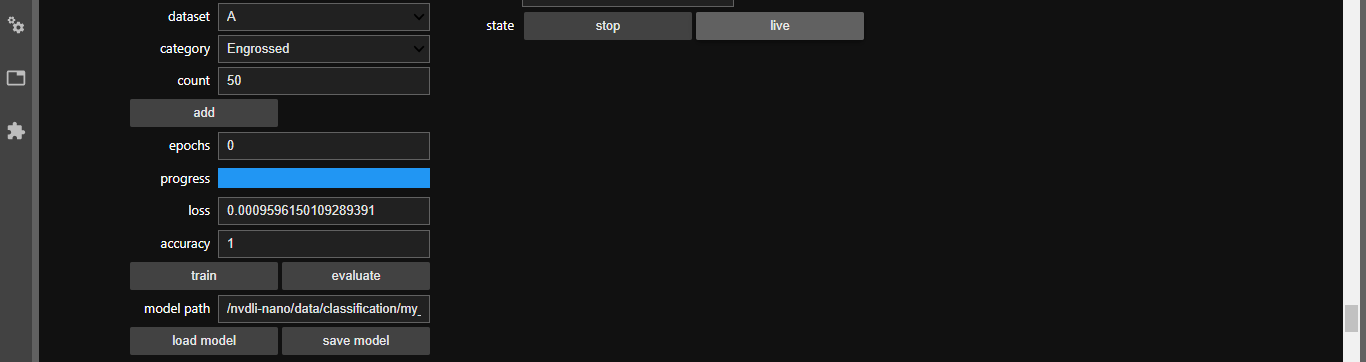 dataset A
category Engrossed
count 50
add
epochs 0
progress
loss 0.0009596150109289391
accuracy 1
train evaluate
model path /nvdli-nano/data/classification/my_
load model save model
state stop live